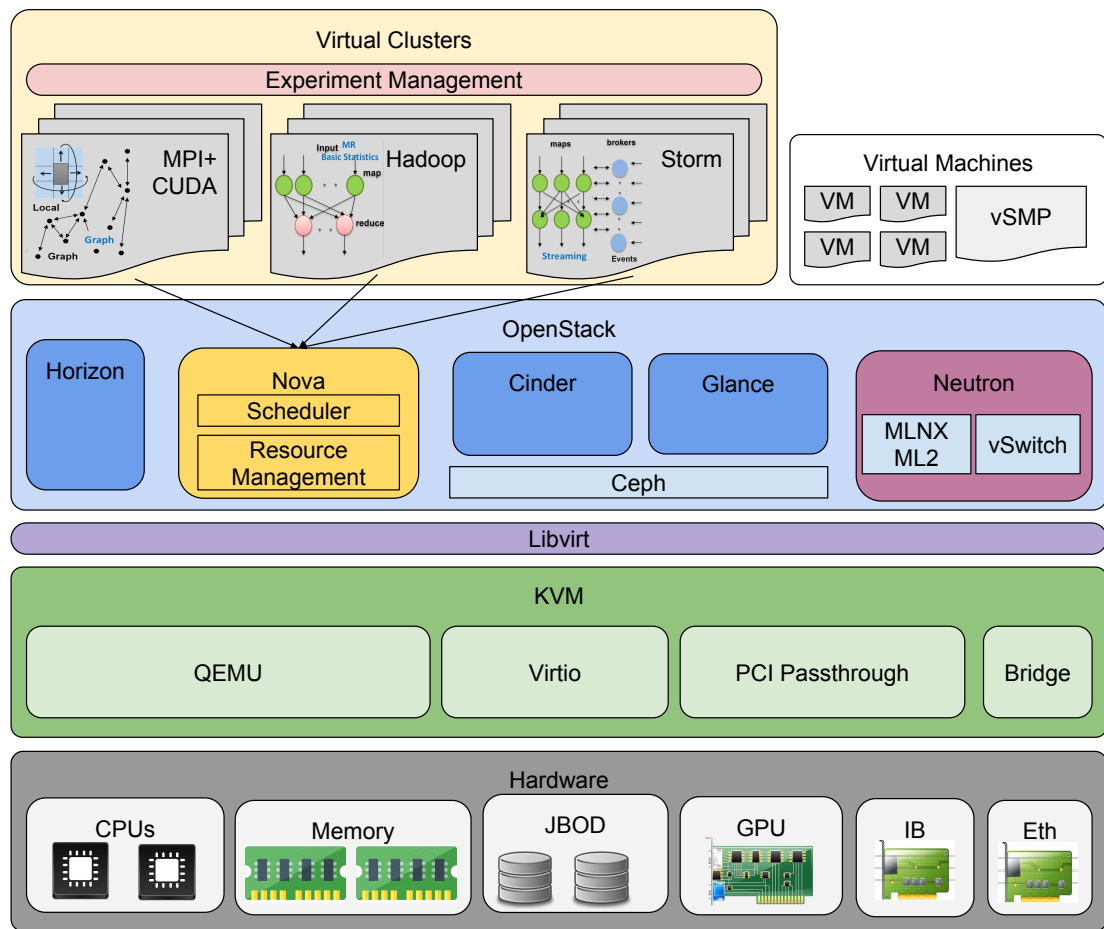 Virtual Clusters
Experiment Management
MPI+
CUDA
Local
Graph
Graph
Hadoop
Input
MR
Basic Statistics
map
reduce
Storm
maps
brokers
Streaming
Events
Virtual Machines
VM
VM
vSMP
VM
VM
OpenStack
Horizon
Nova
Scheduler
Resource
Management
Cinder
Glance
Ceph
Neutron
MLNX
ML2
vSwitch
Libvirt
KVM
QEMU
Virtio
PCI Passthrough
Bridge
Hardware
CPUs
Memory
JBOD
GPU
IB
Eth